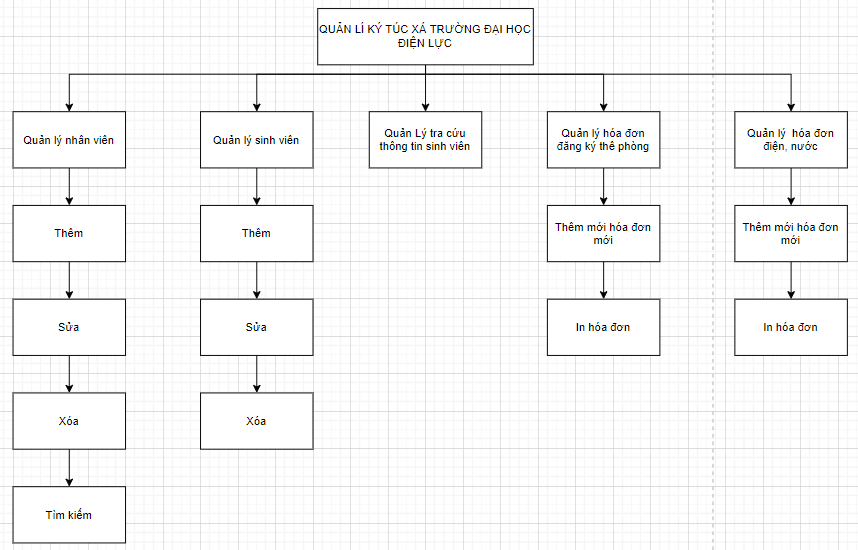 QUẢN LÍ KÝ TÚC XÁ TRƯỜNG ĐẠI HỌC
ĐIỆN LỰC
Quản lý nhân viên
Quản lý sinh viên
Quản Lý tra cứu
thông tin sinh viên
Quản lý hóa đơn
đăng ký thê phòng
Quản lý hóa đơn
điện, nước
Thêm
Thêm
Thêm mới hóa đơn
mới
Thêm mới hóa đơn
mới
Sửa
Sửa
In hóa đơn
In hóa đơn
Xóa
Xóa
Tìm kiếm